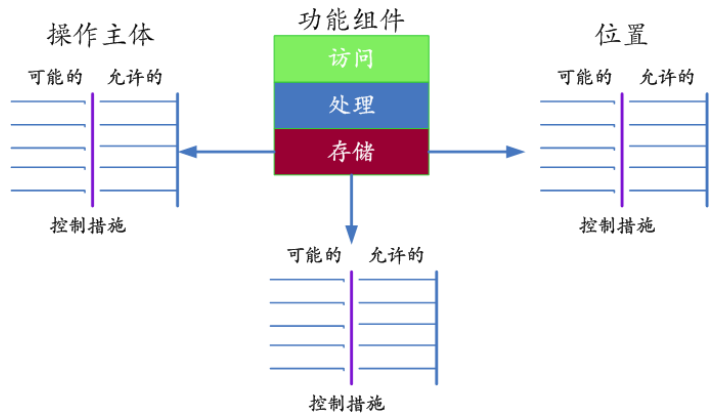 操作主体
功能组件
位置
访问
可能的 允许的
可能的 允许的
处理
存储
控制措施
控制措施
可能的 允许的
控制措施